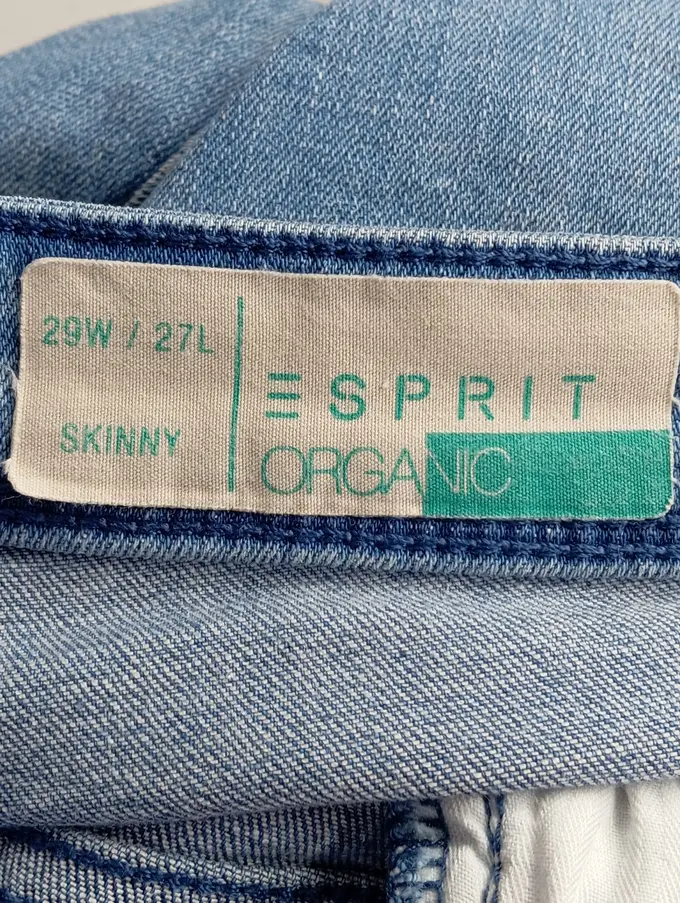 29W / 27L
SKINNY
ESPRIT
ORGANIC